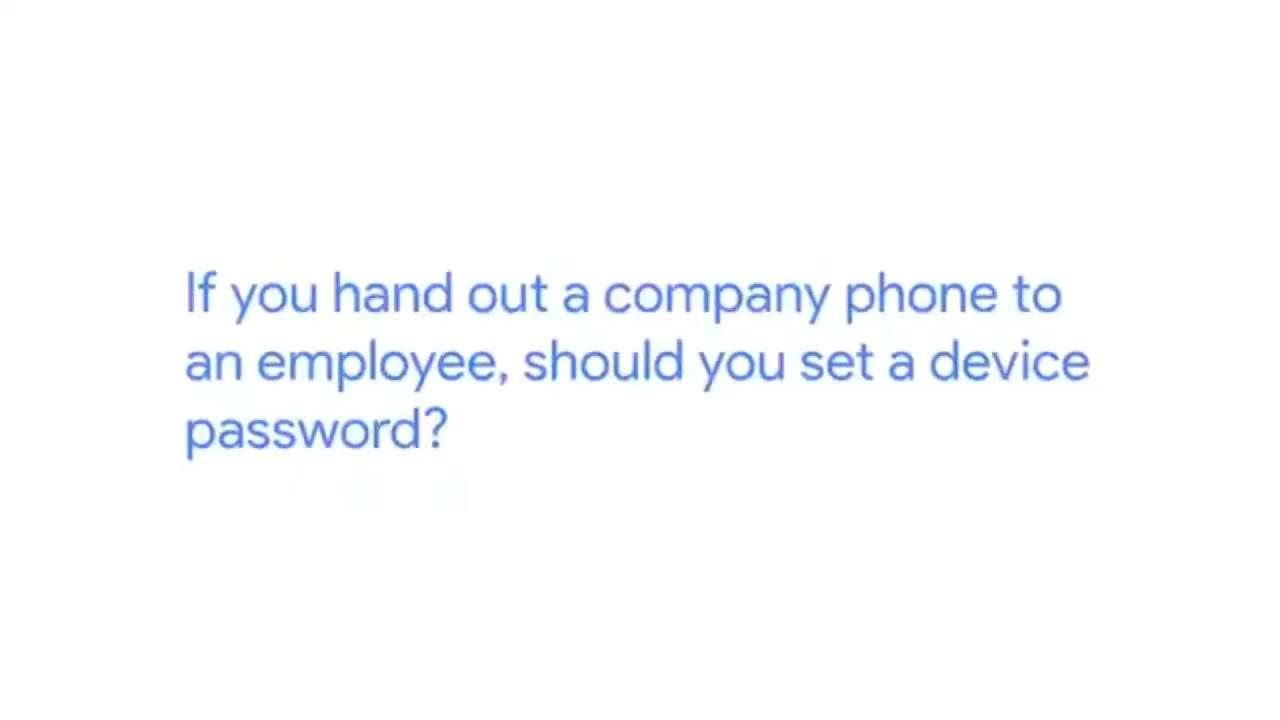 If you hand out a company phone to
an employee, should you set a device
password?